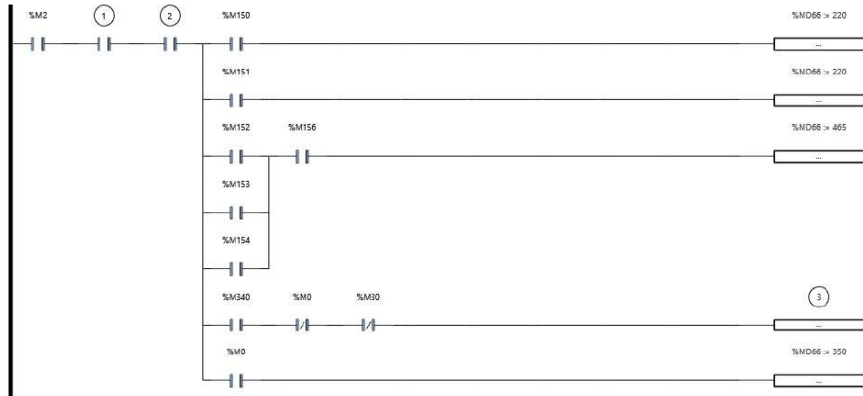 %M2 1 2 %M150 %MD66 := 220
...
%M151 %MD66 := 220
...
%M152 %M156 %MD66 := 465
...
%M153
%M154
%M340 %M0 %M30 3
...
%M0 %MD66 := 350
...